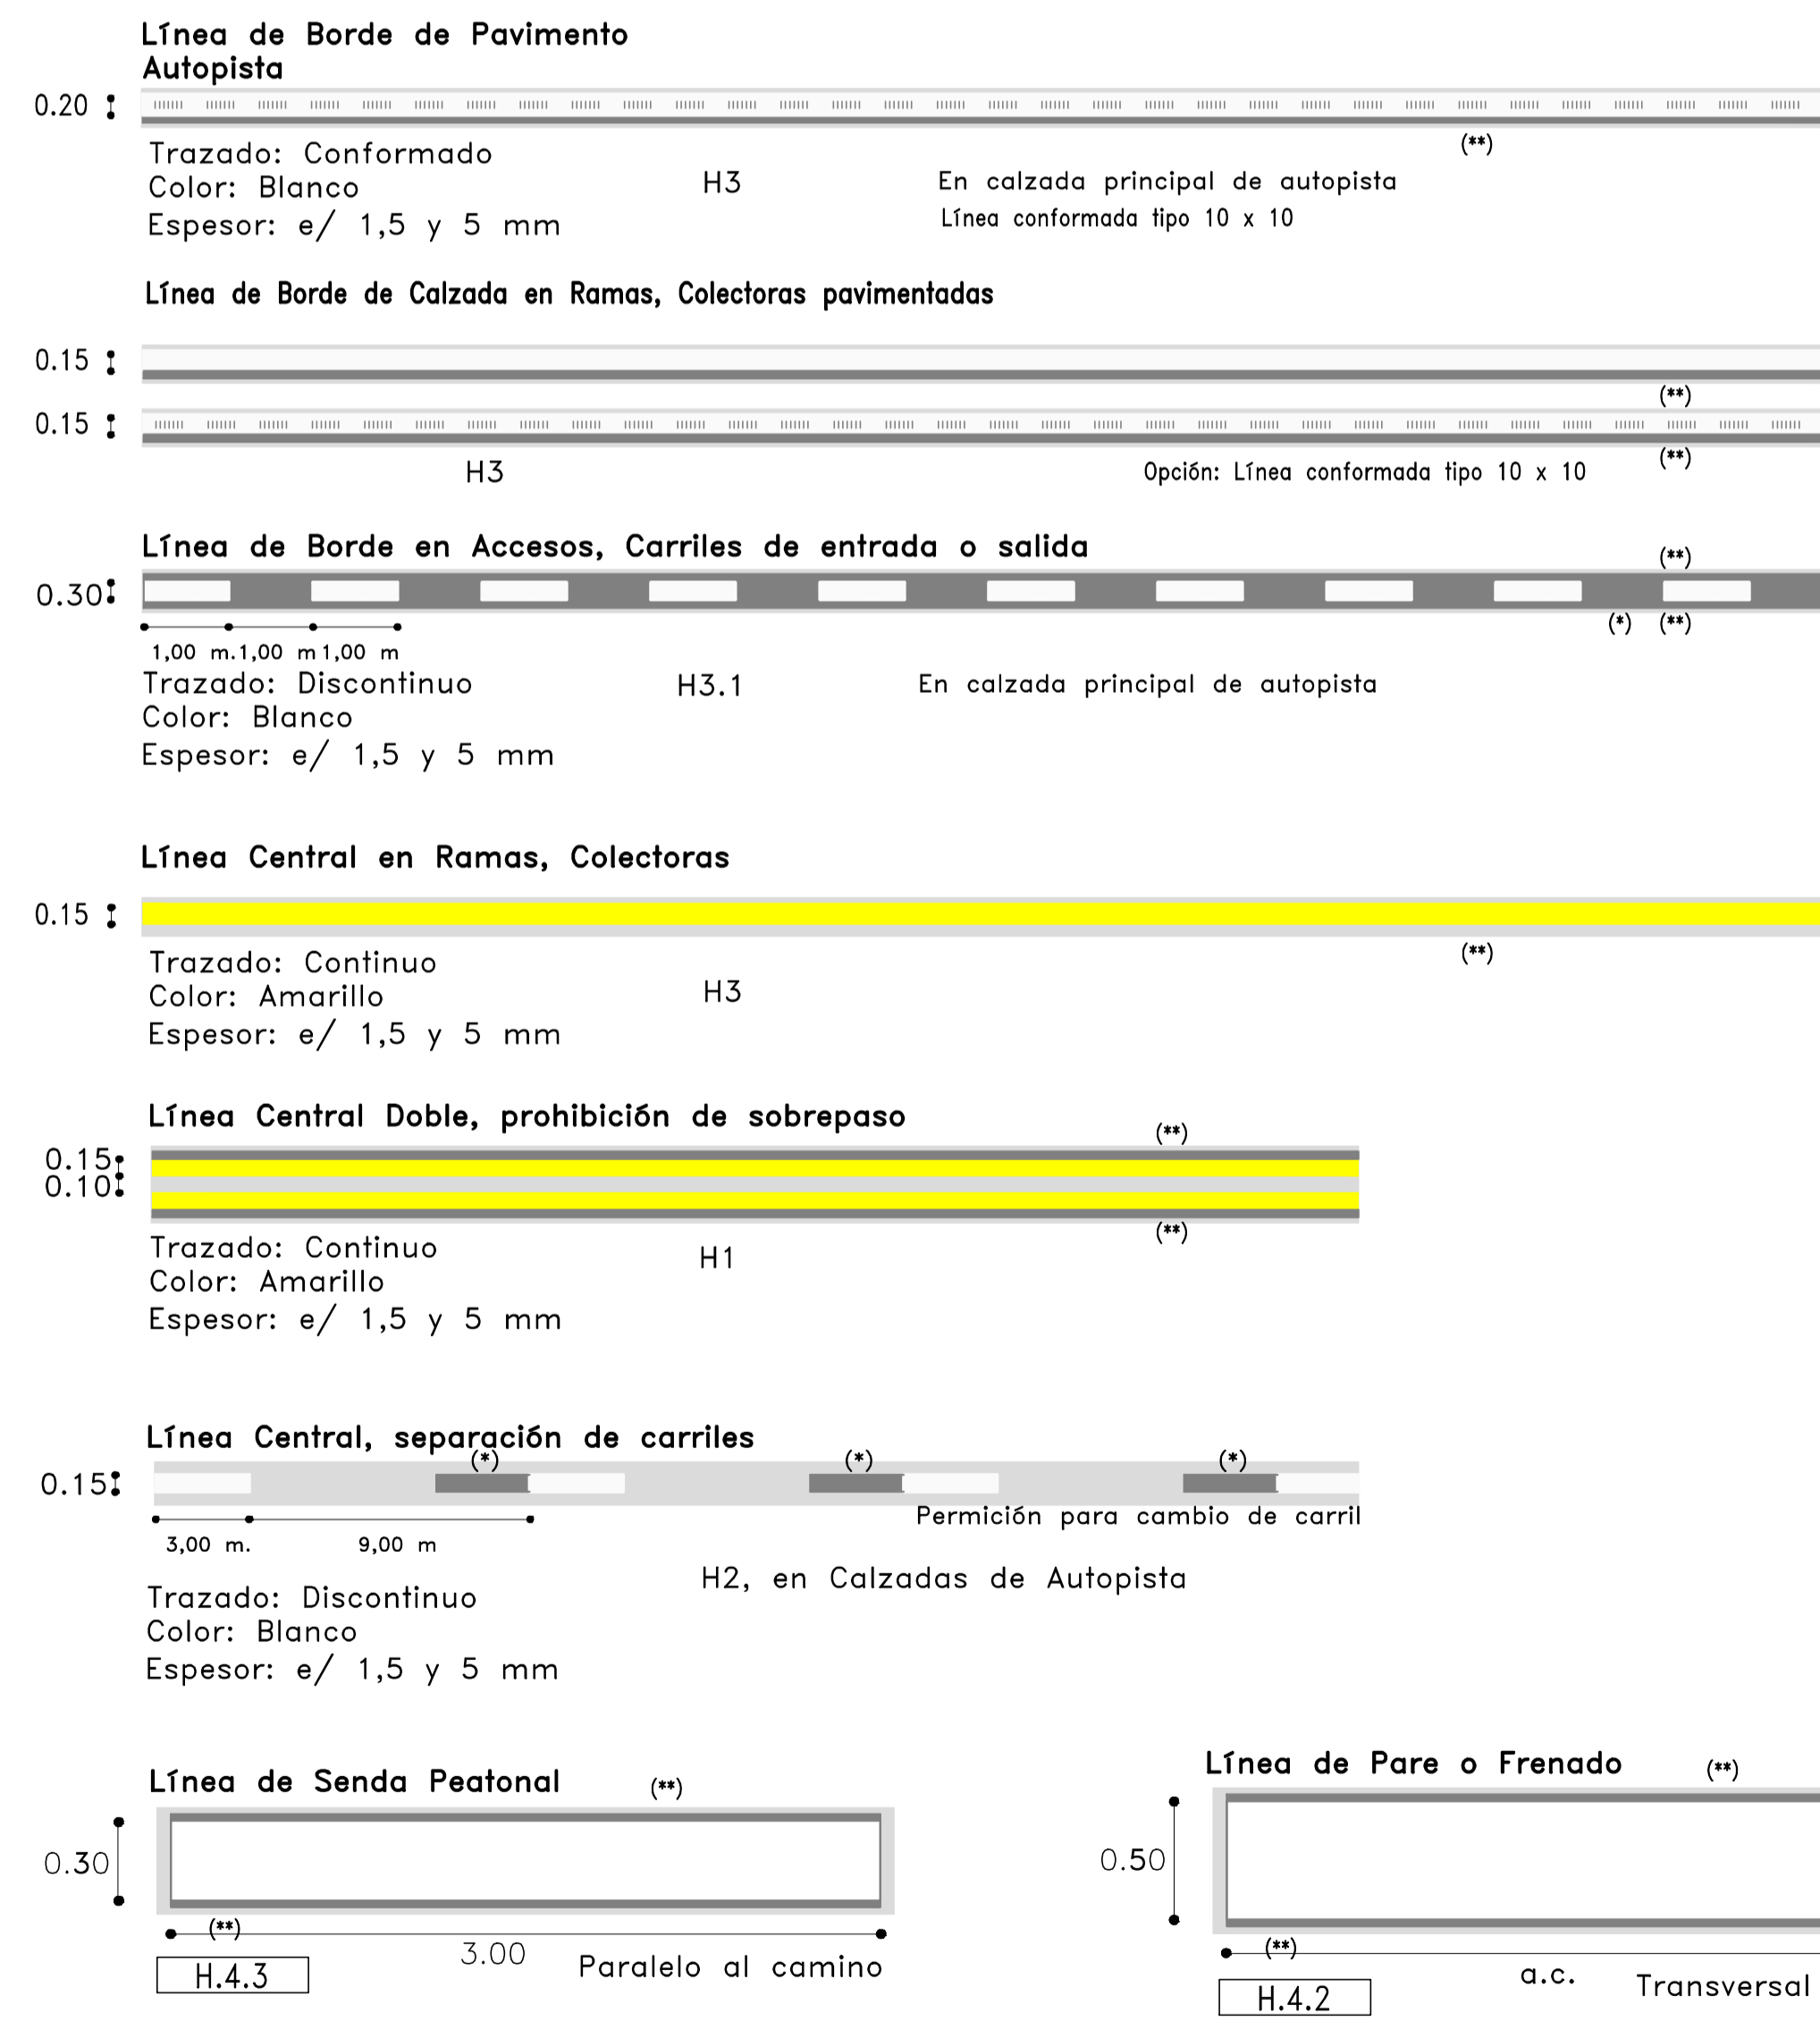 Línea de Borde de Pavimento
Autopista
0.20
(**)
Trazado: Conformado
Color: Blanco
Espesor: e/ 1,5 y 5 mm
H3
En calzada principal de autopista
Línea conformada tipo 10 x 10
Línea de Borde de Calzada en Ramas, Colectoras pavimentadas
0.15
(**)
0.15
(**)
H3
Opción: Línea conformada tipo 10 x 10
Línea de Borde en Accesos, Carriles de entrada o salida
(**)
0.30
(*) (**)
1,00 m. 1,00 m 1,00 m
Trazado: Discontinuo
Color: Blanco
Espesor: e/ 1,5 y 5 mm
H3.1
En calzada principal de autopista
Línea Central en Ramas, Colectoras
0.15
(**)
Trazado: Continuo
Color: Amarillo
Espesor: e/ 1,5 y 5 mm
H3
Línea Central Doble, prohibición de sobrepaso
(**)
0.15
0.10
(**)
Trazado: Continuo
Color: Amarillo
Espesor: e/ 1,5 y 5 mm
H1
Línea Central, separación de carriles
(*) (*) (*)
0.15
Permición para cambio de carril
3,00 m. 9,00 m
H2, en Calzadas de Autopista
Trazado: Discontinuo
Color: Blanco
Espesor: e/ 1,5 y 5 mm
Línea de Senda Peatonal (**)
0.30
(**)
3.00
Paralelo al camino
H.4.3
Línea de Pare o Frenado (**)
0.50
(**)
a.c.
Transversal
H.4.2